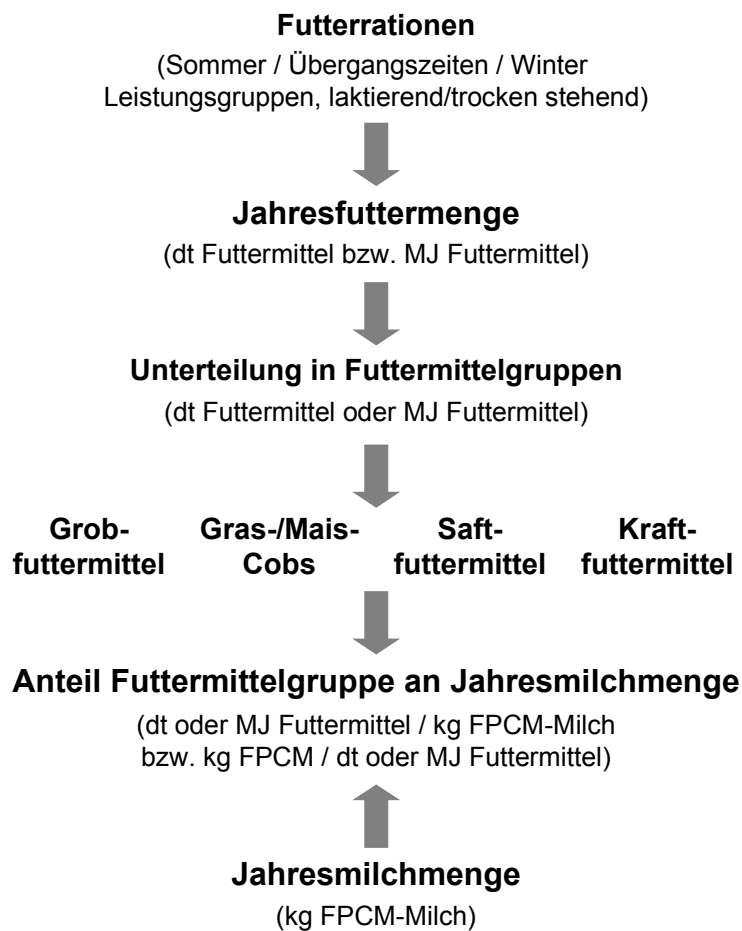 Futterrationen
(Sommer / Übergangszeiten / Winter
Leistungsgruppen, laktierend/trocken stehend)
Jahresfuttermenge
(dt Futtermittel bzw. MJ Futtermittel)
Unterteilung in Futtermittelgruppen
(dt Futtermittel oder MJ Futtermittel)
Grob-
futtermittel
Gras-/Mais-
Cobs
Saft-
futtermittel
Kraft-
futtermittel
Anteil Futtermittelgruppe an Jahresmilchmenge
(dt oder MJ Futtermittel / kg FPCM-Milch
bzw. kg FPCM / dt oder MJ Futtermittel)
Jahresmilchmenge
(kg FPCM-Milch)